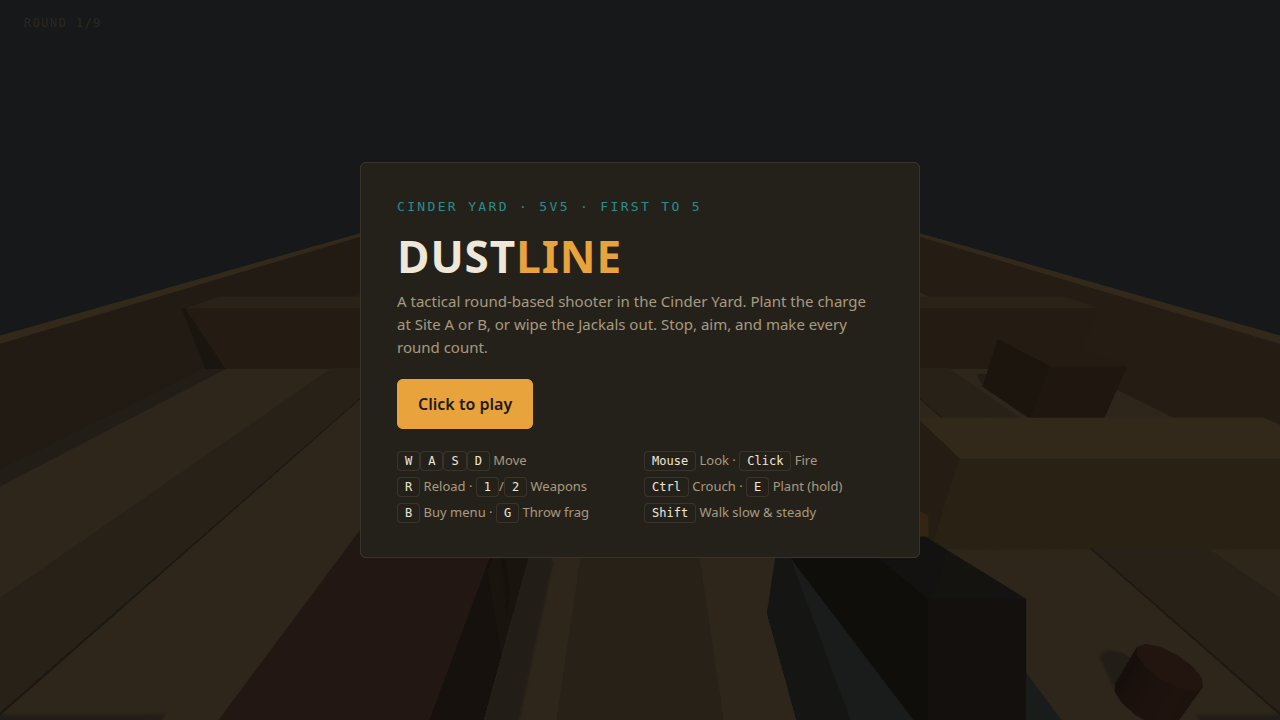 ROUND 1/9
CINDER YARD · 5V5 · FIRST TO 5
DUSTLINE
A tactical round-based shooter in the Cinder Yard. Plant the charge
at Site A or B, or wipe the Jackals out. Stop, aim, and make every
round count.
Click to play
W A S D Move
Mouse Look · Click Fire
R Reload · 1/2 Weapons
Ctrl Crouch · E Plant (hold)
B Buy menu · G Throw frag
Shift Walk slow & steady